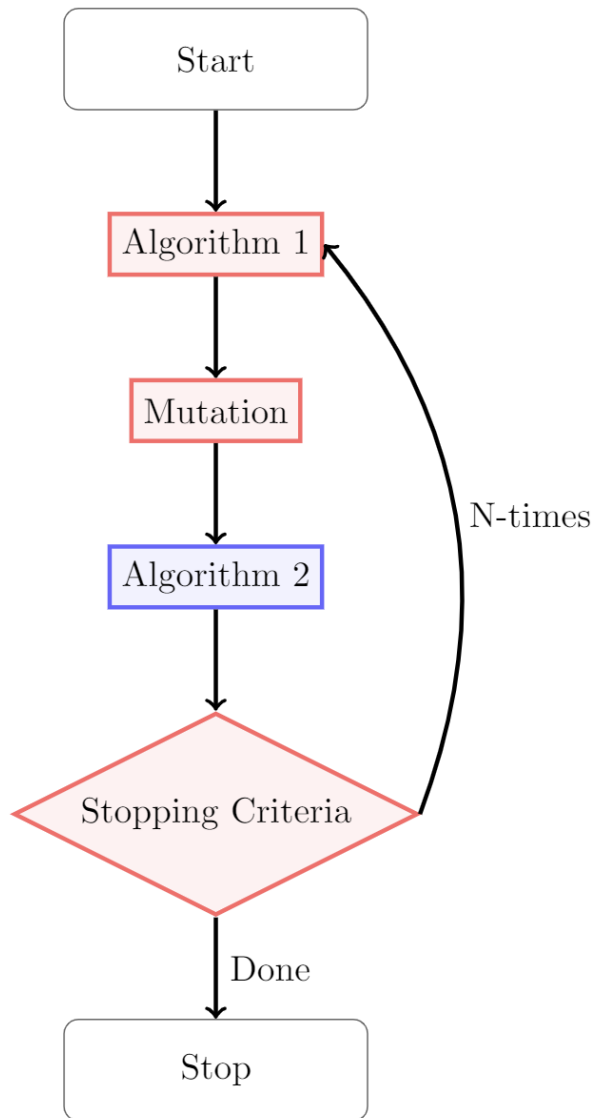 Start
Algorithm 1
Mutation
N-times
Algorithm 2
Stopping Criteria
Done
Stop